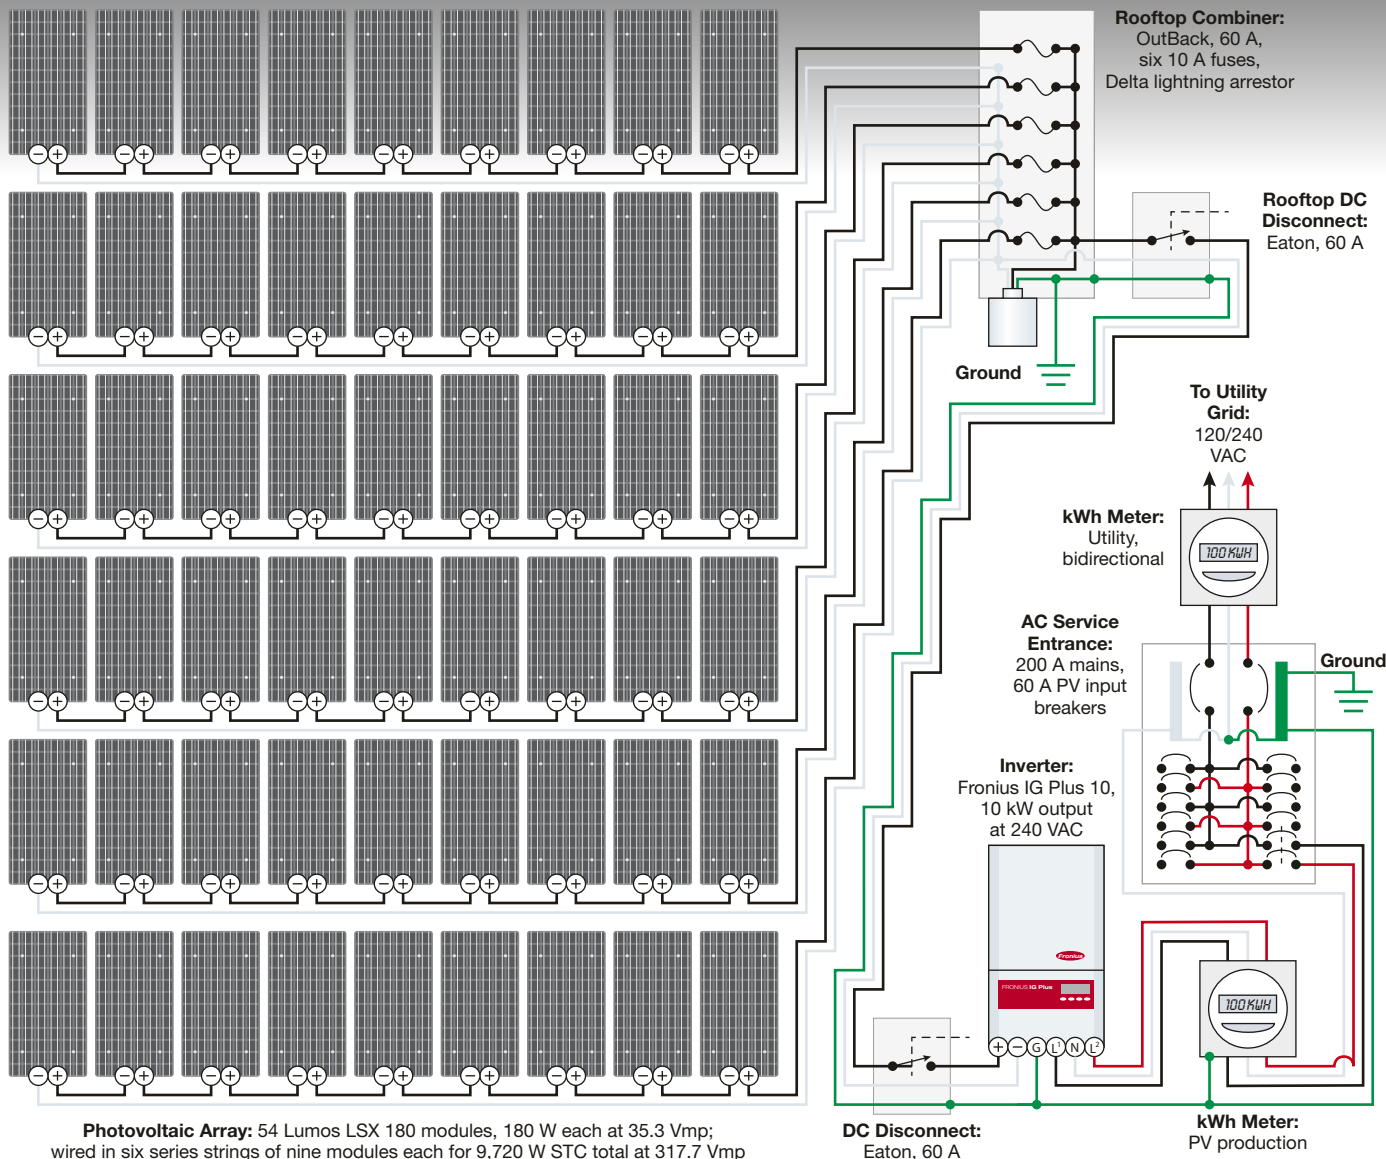 Rooftop Combiner:
OutBack, 60 A,
six 10 A fuses,
Delta lightning arrestor
Rooftop DC
Disconnect:
Eaton, 60 A
Ground
To Utility
Grid:
120/240
VAC
kWh Meter:
Utility,
bidirectional
100 KWH
AC Service
Entrance:
200 A mains,
60 A PV input
breakers
Ground
Inverter:
Fronius IG Plus 10,
10 kW output
at 240 VAC
Fronius
FRONIUS IG Plus
+ − G L1 N L2
100 KWH
kWh Meter:
PV production
DC Disconnect:
Eaton, 60 A
Photovoltaic Array: 54 Lumos LSX 180 modules, 180 W each at 35.3 Vmp;
wired in six series strings of nine modules each for 9,720 W STC total at 317.7 Vmp